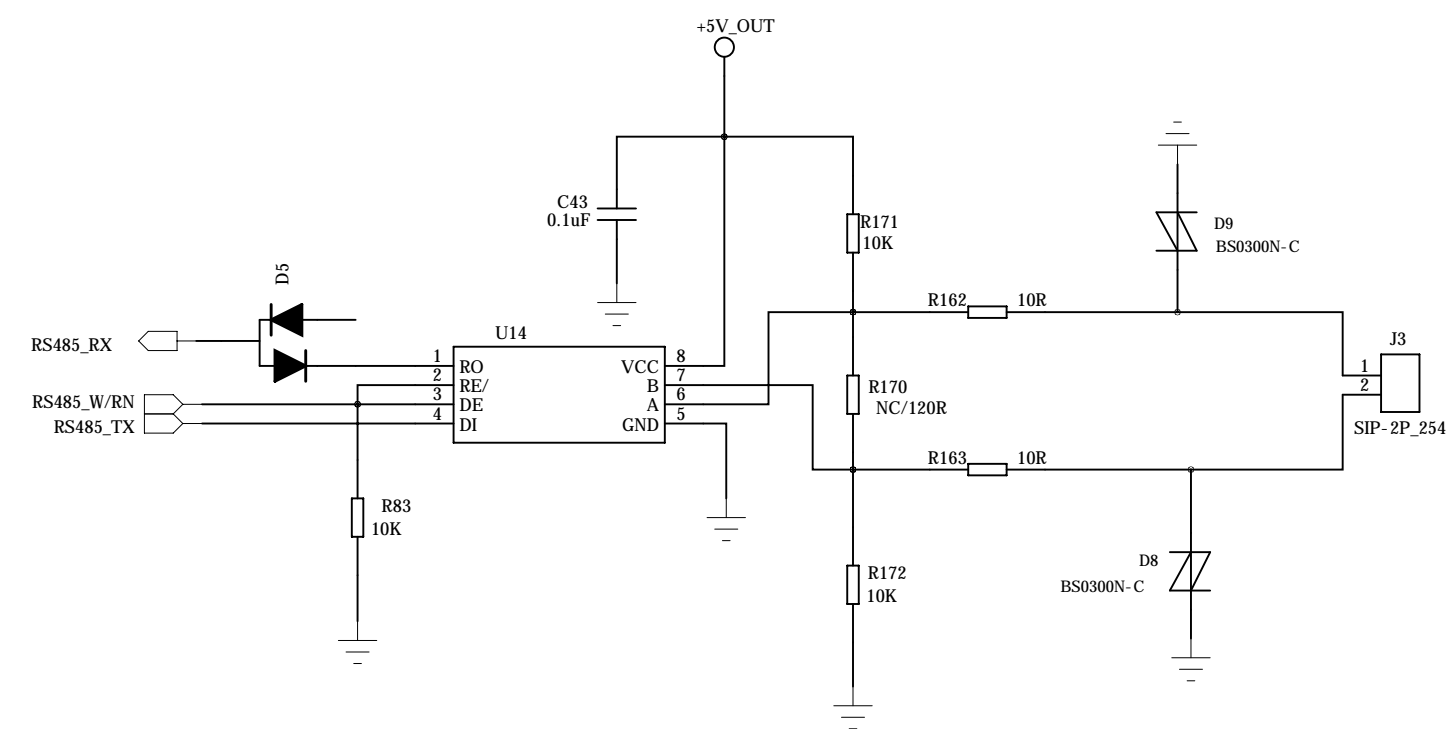 +5V_OUT
C43
0.1uF
R171
10K
D9
BS0300N-C
D5
R162 10R
RS485_RX
U14
J3
1 RO VCC 8
2 RE/ B 7
3 DE A 6
4 DI GND 5
RS485_W/RN
RS485_TX
R170
NC/120R
1
2
SIP-2P_254
R163 10R
R83
10K
R172
10K
D8
BS0300N-C